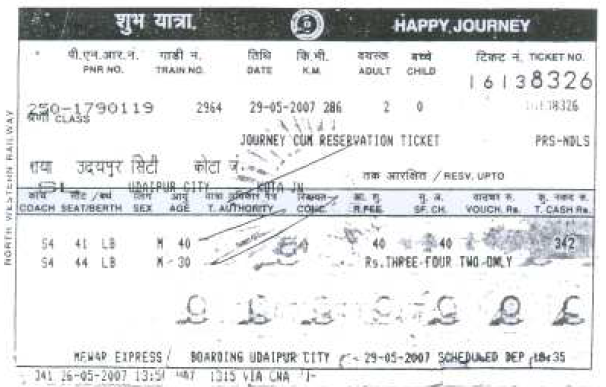 शुभ यात्रा HAPPY JOURNEY
पी.एन.आर.नं. गाडी न. तिथि कि.मी. वयस्क बच्चे टिकट नं. TICKET NO.
PNR NO. TRAIN NO. DATE K.M. ADULT CHILD 16138326
250-1790119 2964 29-05-2007 286 2 0 16138326
श्रेणी CLASS
JOURNEY CUM RESERVATION TICKET PRS-NDLS
उदयपुर सिटी कोटा जं. तक आरक्षित / RESV. UPTO
SL UDAIPUR CITY KOTA JN
कोच सीट / बर्थ लिंग आयु यात्रा अधिकार पत्र रियायत आ. शु. सु. अ. वाउचर रु. कु. नकद रु.
COACH SEAT/BERTH SEX AGE T. AUTHORITY CONC. R.FEE. SF. CH. VOUCH. Rs. T. CASH Rs.
S4 41 LB M 40 40 40 342
S4 44 LB M 30 Rs.THREE FOUR TWO ONLY
NORTH WESTERN RAILWAY
MEWAR EXPRESS/ BOARDING UDAIPUR CITY 29-05-2007 SCHEDULED DEP 18:35
341 26-05-2007 1315 VIA CNA